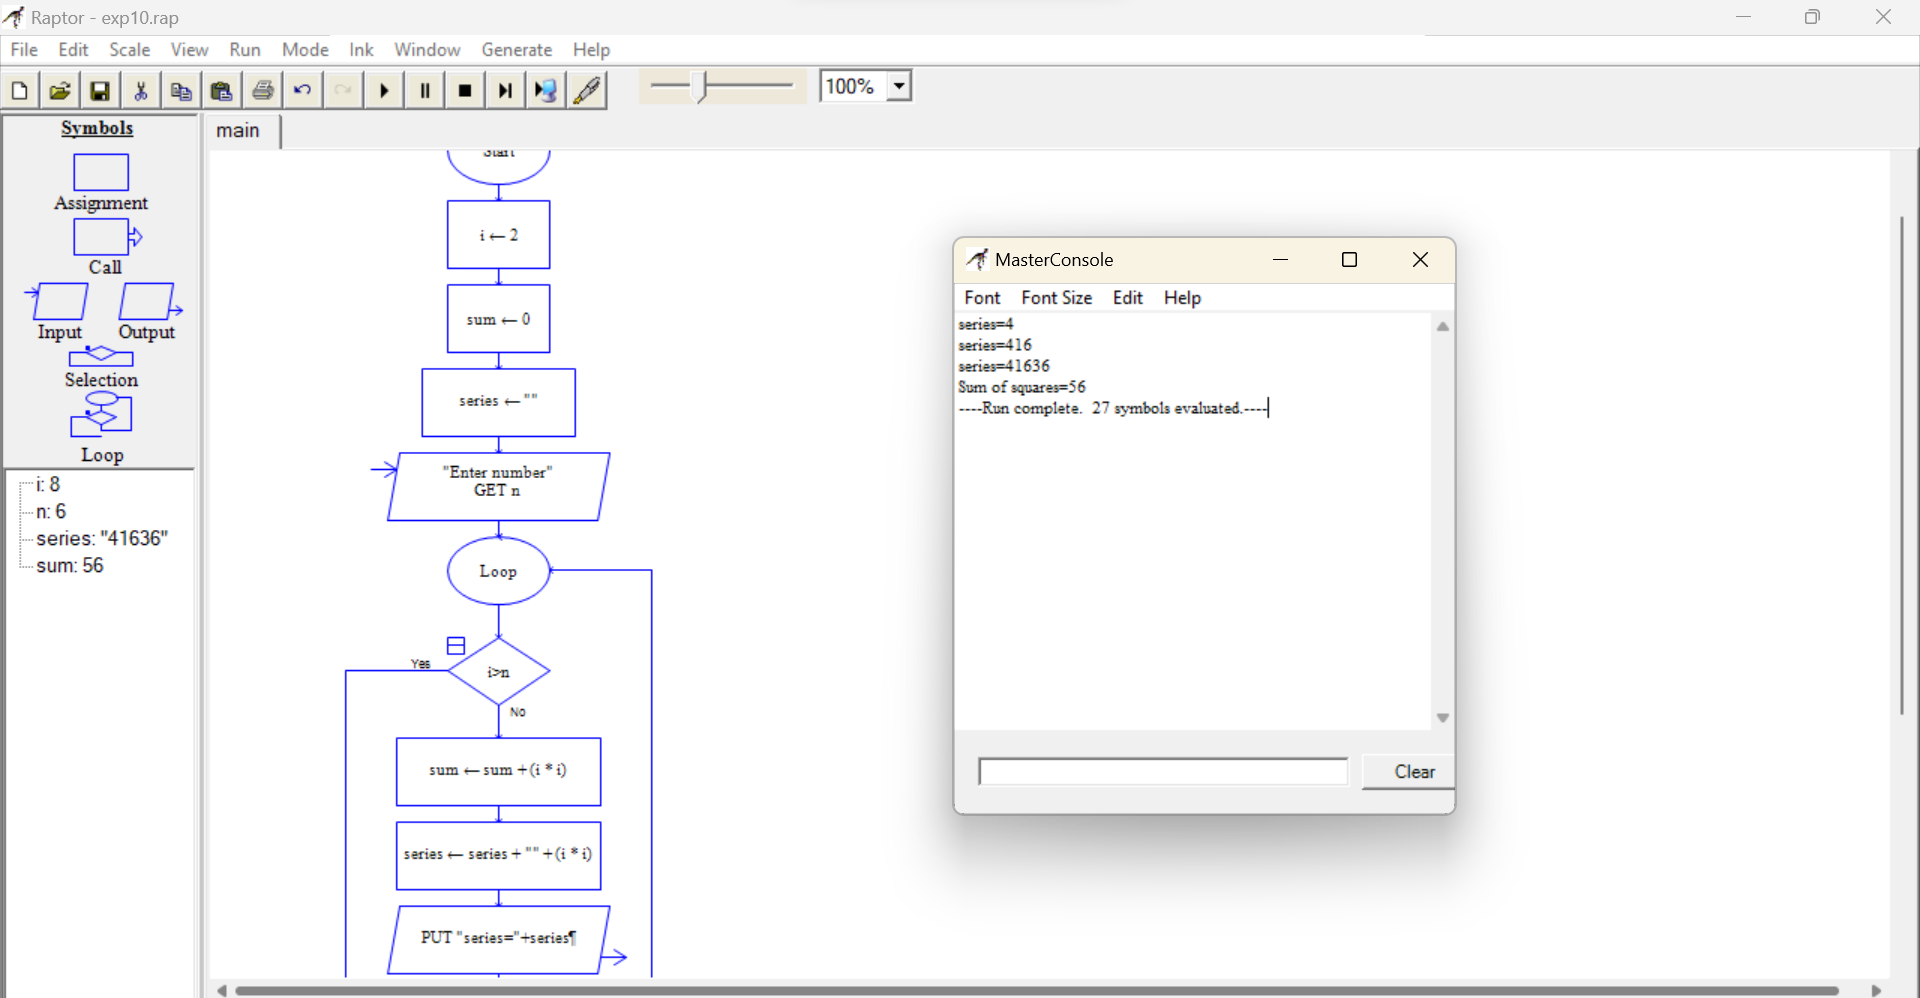 Raptor - exp10.rap
File Edit Scale View Run Mode Ink Window Generate Help
100%
Symbols
Assignment
Call
Input Output
Selection
Loop
i: 8
n: 6
series: "41636"
sum: 56
main
Start
i ← 2
sum ← 0
series ← ""
"Enter number"
GET n
Loop
Yes
i>n
No
sum ← sum + (i * i)
series ← series + "" + (i * i)
PUT "series="+series¶
MasterConsole
Font Font Size Edit Help
series=4
series=416
series=41636
Sum of squares=56
----Run complete.  27 symbols evaluated.----
Clear